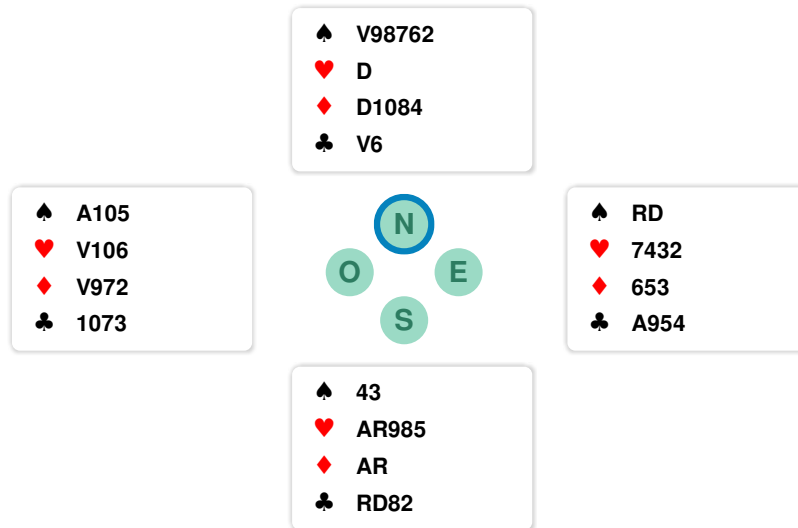 ♠ V98762
♥ D
♦ D1084
♣ V6
♠ A105
♥ V106
♦ V972
♣ 1073
N
O E
S
♠ RD
♥ 7432
♦ 653
♣ A954
♠ 43
♥ AR985
♦ AR
♣ RD82